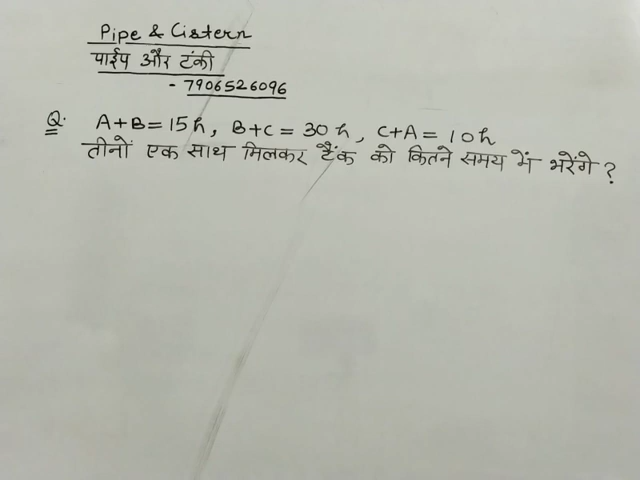 Pipe & Cistern
पाईप और टंकी
- 7906526096
Q. A+B = 15h, B+C = 30h, C+A = 10h
तीनों एक साथ मिलकर टैंक को कितने समय में भरेंगे ?